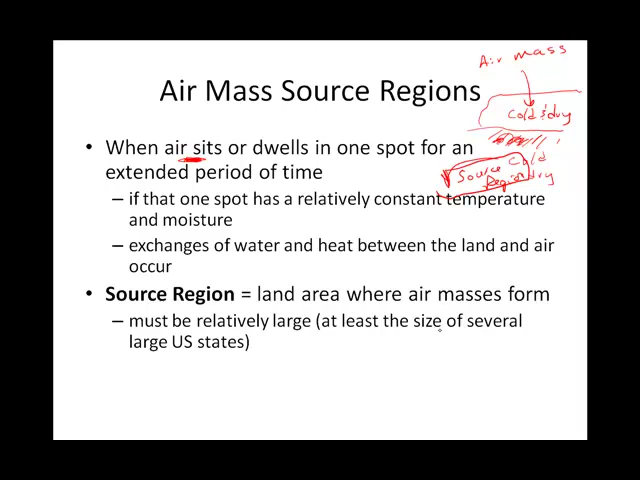 Air mass
Air Mass Source Regions
cold & dry
• When air sits or dwells in one spot for an
extended period of time
cold
dry
Source
Region
– if that one spot has a relatively constant temperature
and moisture
– exchanges of water and heat between the land and air
occur
• Source Region = land area where air masses form
– must be relatively large (at least the size of several
large US states)